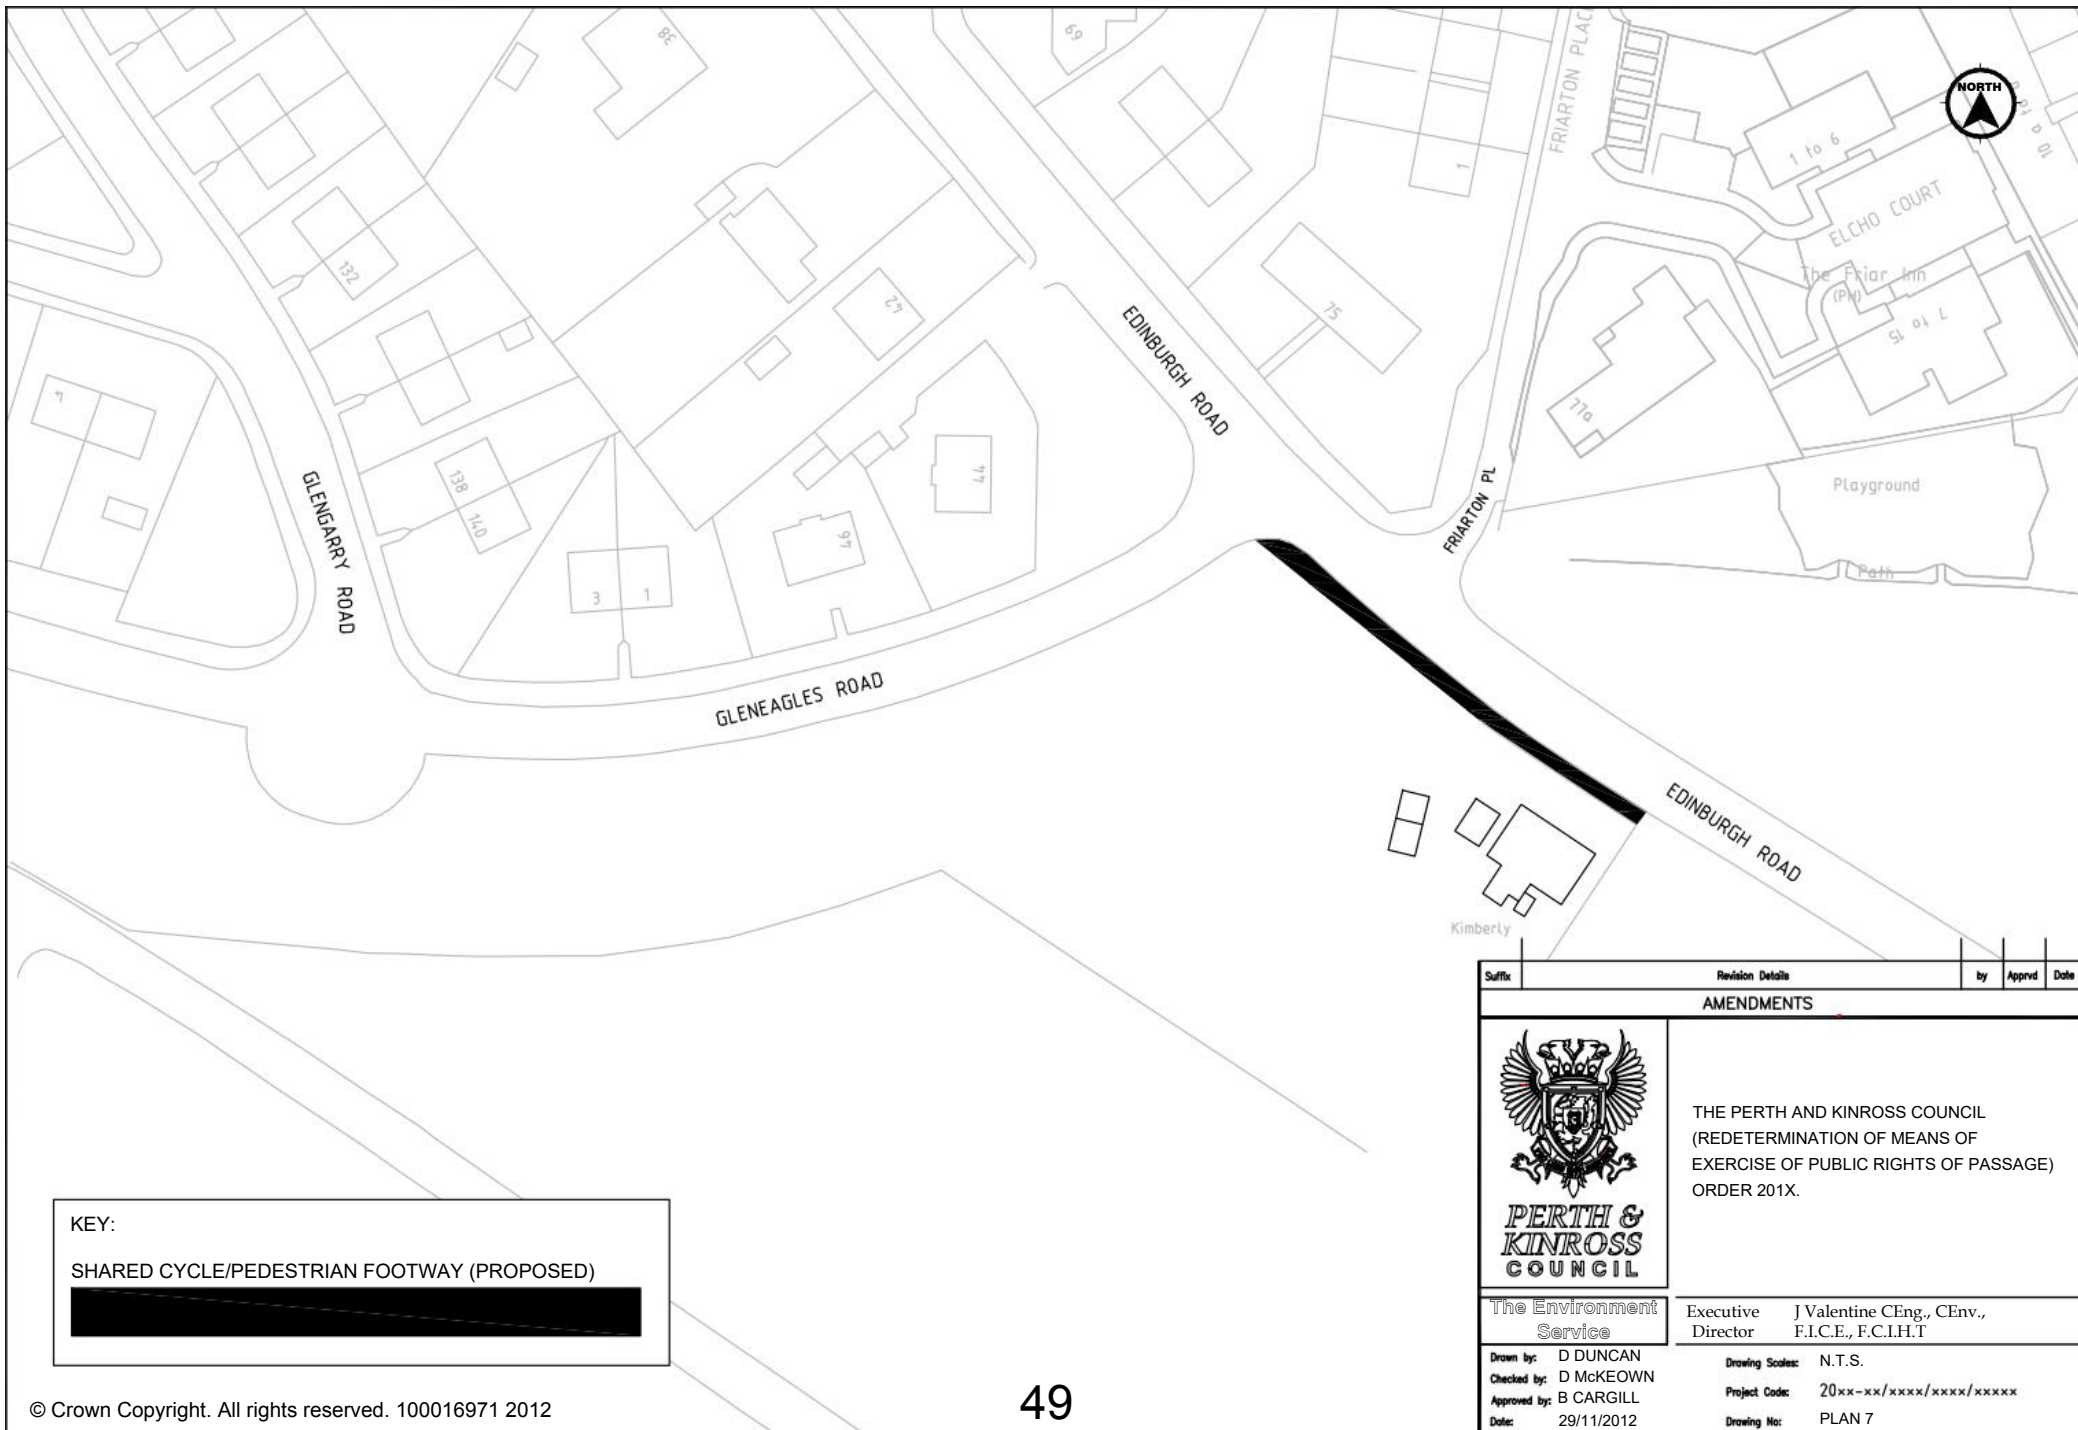 69
38
FRIARTON PLAC
NORTH
1 to 6
10 a to
1
ELCHO COURT
The Friar Inn
(PH)
132
42
75
7 to 15
EDINBURGH ROAD
77a
44
138
140
GLENGARRY ROAD
46
FRIARTON PL
Playground
Path
3 1
GLENEAGLES ROAD
EDINBURGH ROAD
Kimberly
Suffix Revision Details by Apprvd Date
AMENDMENTS
THE PERTH AND KINROSS COUNCIL
(REDETERMINATION OF MEANS OF
EXERCISE OF PUBLIC RIGHTS OF PASSAGE)
ORDER 201X.
PERTH &
KINROSS
COUNCIL
The Environment
Service
Executive J Valentine CEng., CEnv.,
Director F.I.C.E., F.C.I.H.T
Drawn by: D DUNCAN
Checked by: D McKEOWN
Approved by: B CARGILL
Date: 29/11/2012
Drawing Scales: N.T.S.
Project Code: 20xx-xx/xxxx/xxxx/xxxxx
Drawing No: PLAN 7
KEY:
SHARED CYCLE/PEDESTRIAN FOOTWAY (PROPOSED)
© Crown Copyright. All rights reserved. 100016971 2012
49